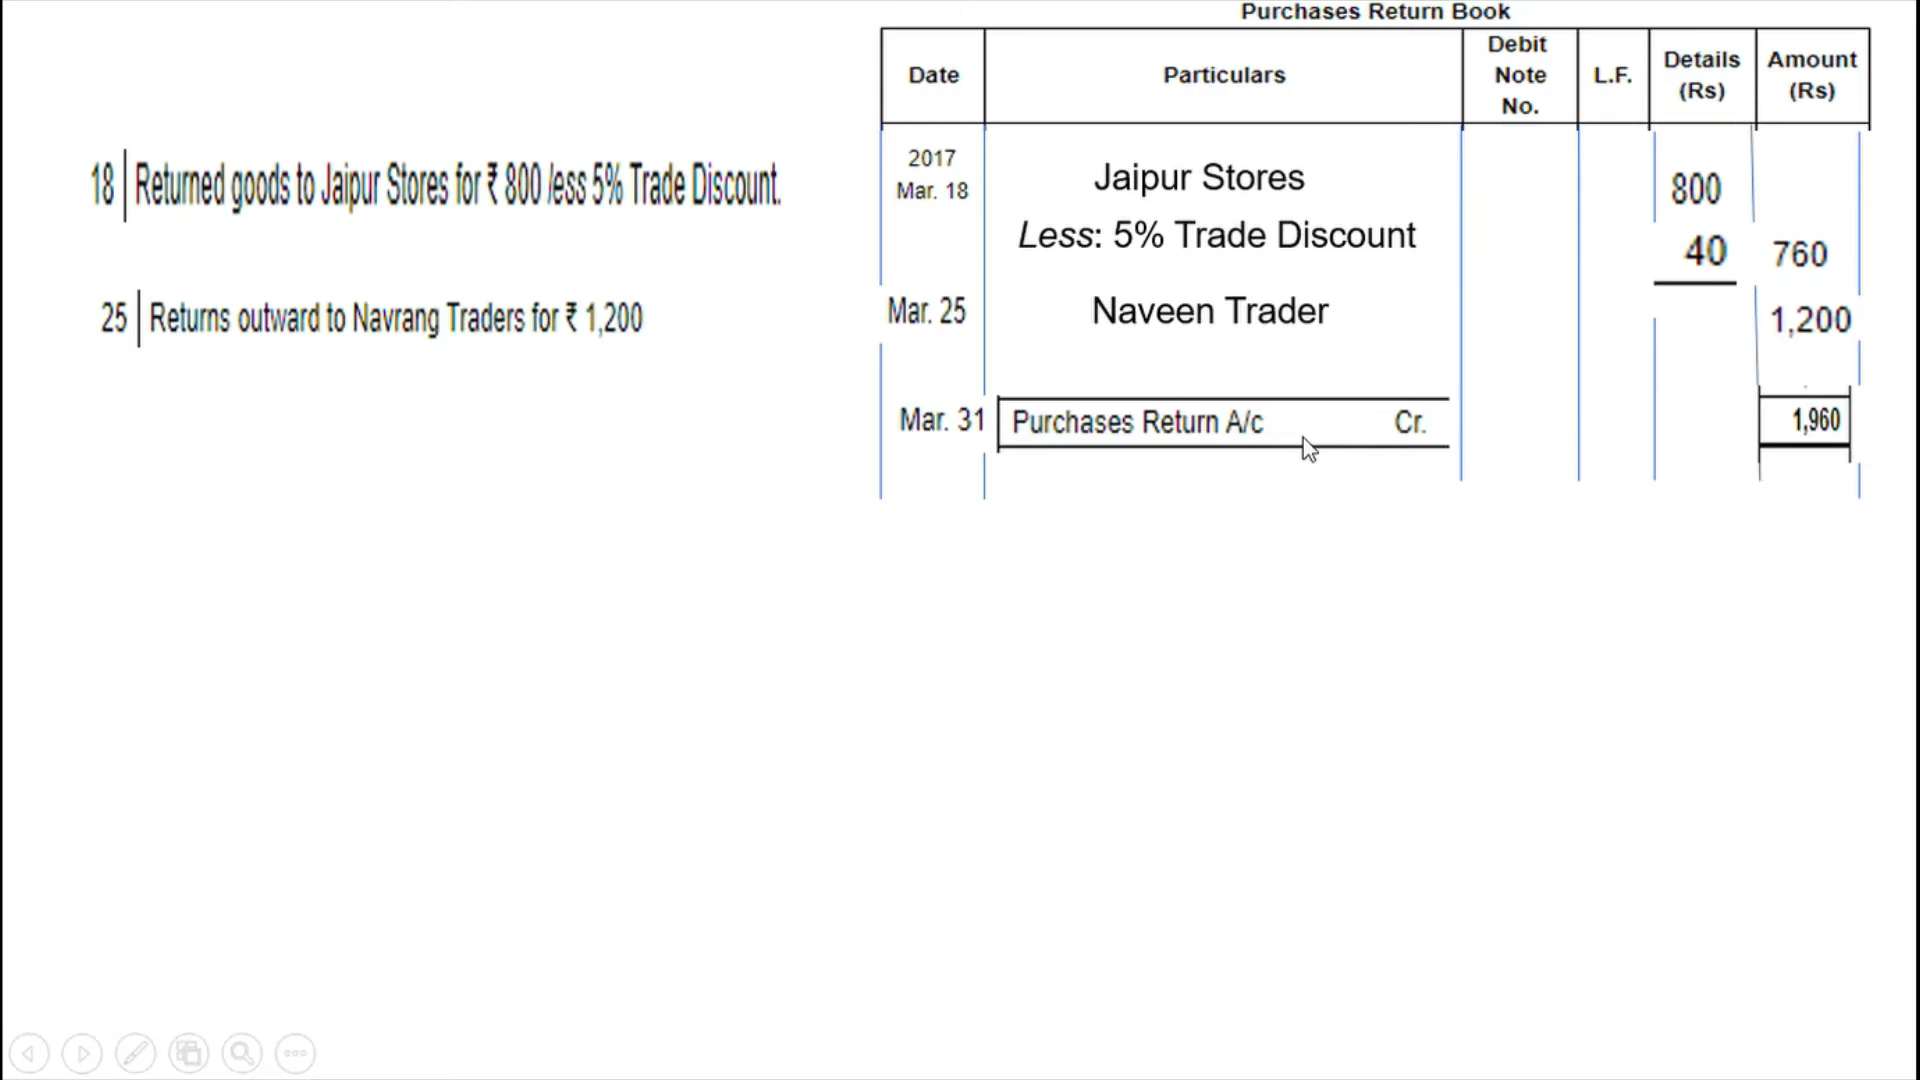 Purchases Return Book
Date Particulars Debit Note No. L.F. Details (Rs) Amount (Rs)
18 Returned goods to Jaipur Stores for ₹ 800 less 5% Trade Discount.
25 Returns outward to Navrang Traders for ₹ 1,200
2017
Mar. 18 Jaipur Stores 800
Less: 5% Trade Discount 40 760
Mar. 25 Naveen Trader 1,200
Mar. 31 Purchases Return A/c Cr. 1,960